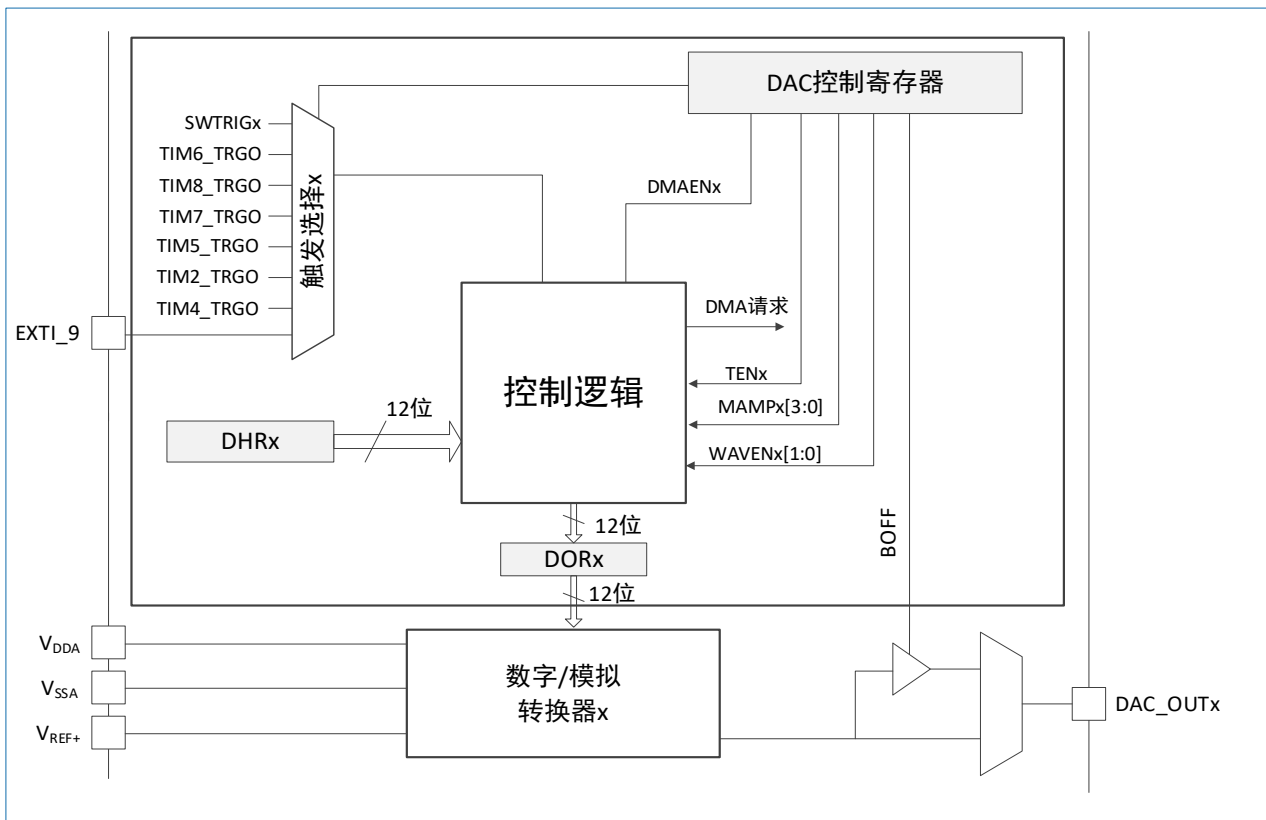 DAC控制寄存器
SWTRIGx
TIM6_TRGO
TIM8_TRGO
TIM7_TRGO
TIM5_TRGO
TIM2_TRGO
TIM4_TRGO
触发选择x
EXTI_9
DMAENx
DMA请求
控制逻辑
TENx
MAMPx[3:0]
WAVENx[1:0]
12位
DHRx
12位
DORx
12位
BOFF
VDDA
VSSA
VREF+
数字/模拟
转换器x
DAC_OUTx